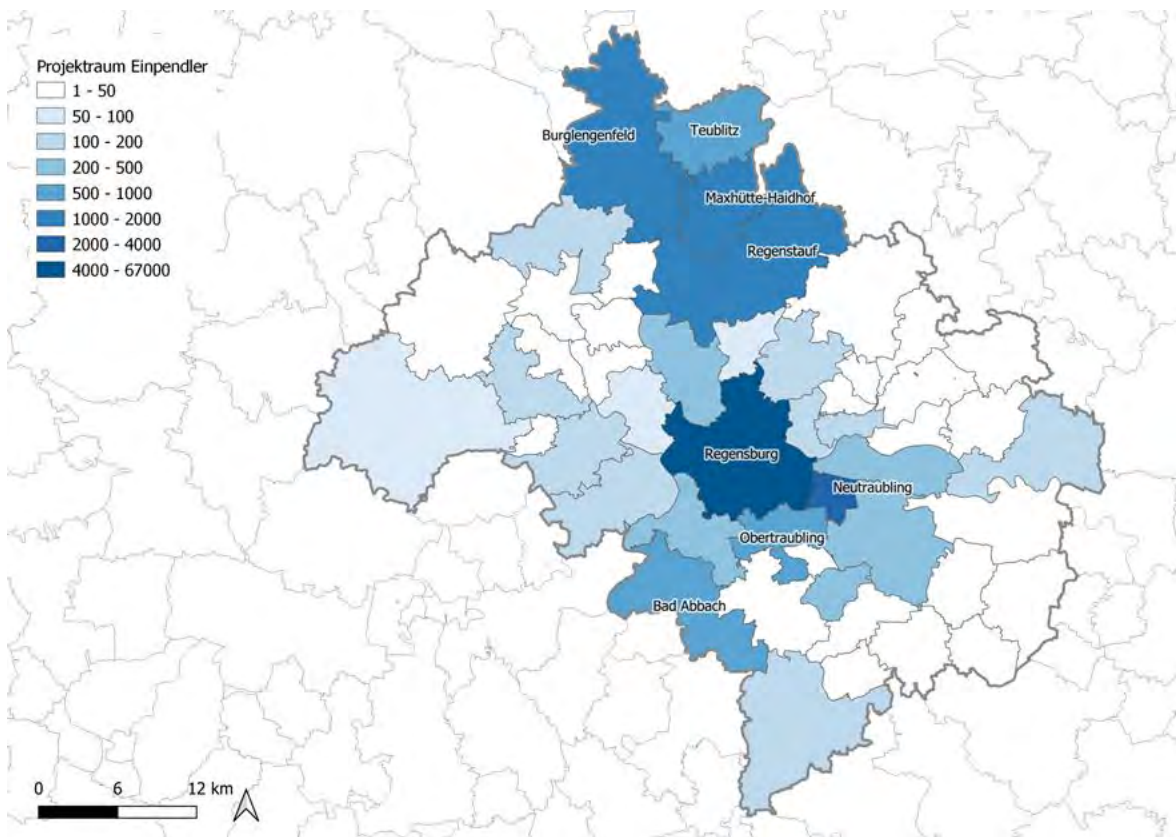 Projektraum Einpendler
1 - 50
50 - 100
100 - 200
200 - 500
500 - 1000
1000 - 2000
2000 - 4000
4000 - 67000
Burglengenfeld
Teublitz
Maxhütte-Haidhof
Regenstauf
Regensburg
Neutraubling
Obertraubling
Bad Abbach
0 6 12 km